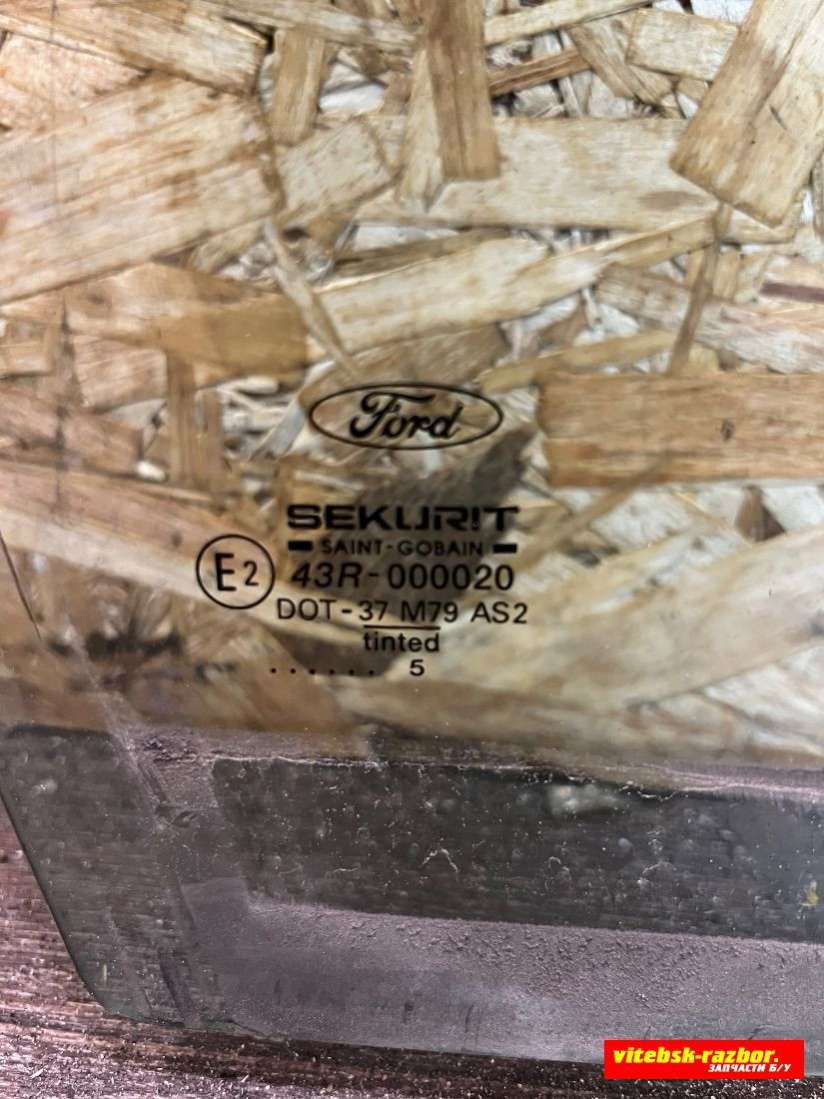 Ford
SEKURIT
SAINT-GOBAIN
E2 43R-000020
DOT-37 M79 AS2
tinted
...... 5
vitebsk-razbor.
ЗАПЧАСТИ Б/У